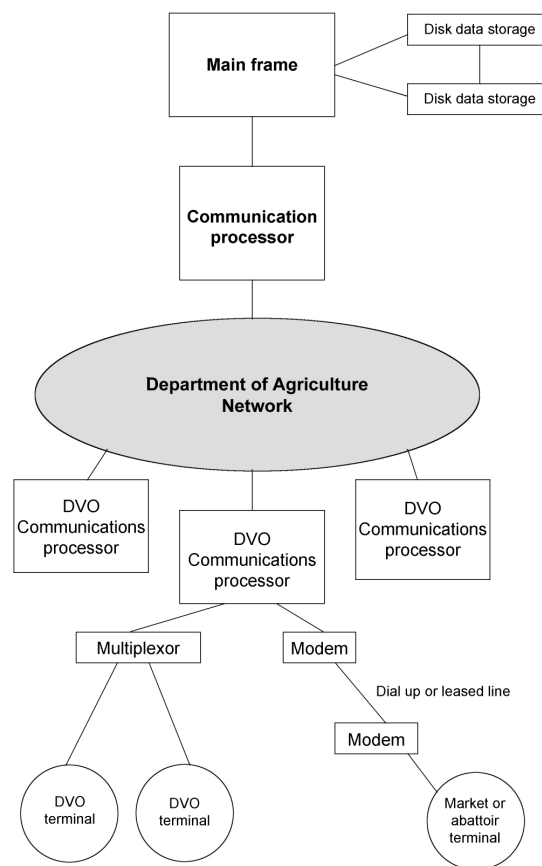 Disk data storage
Main frame
Disk data storage
Communication
processor
Department of Agriculture
Network
DVO
Communications
processor
DVO
Communications
processor
DVO
Communications
processor
Multiplexor
Modem
Dial up or leased line
Modem
DVO
terminal
DVO
terminal
Market or
abattoir
terminal